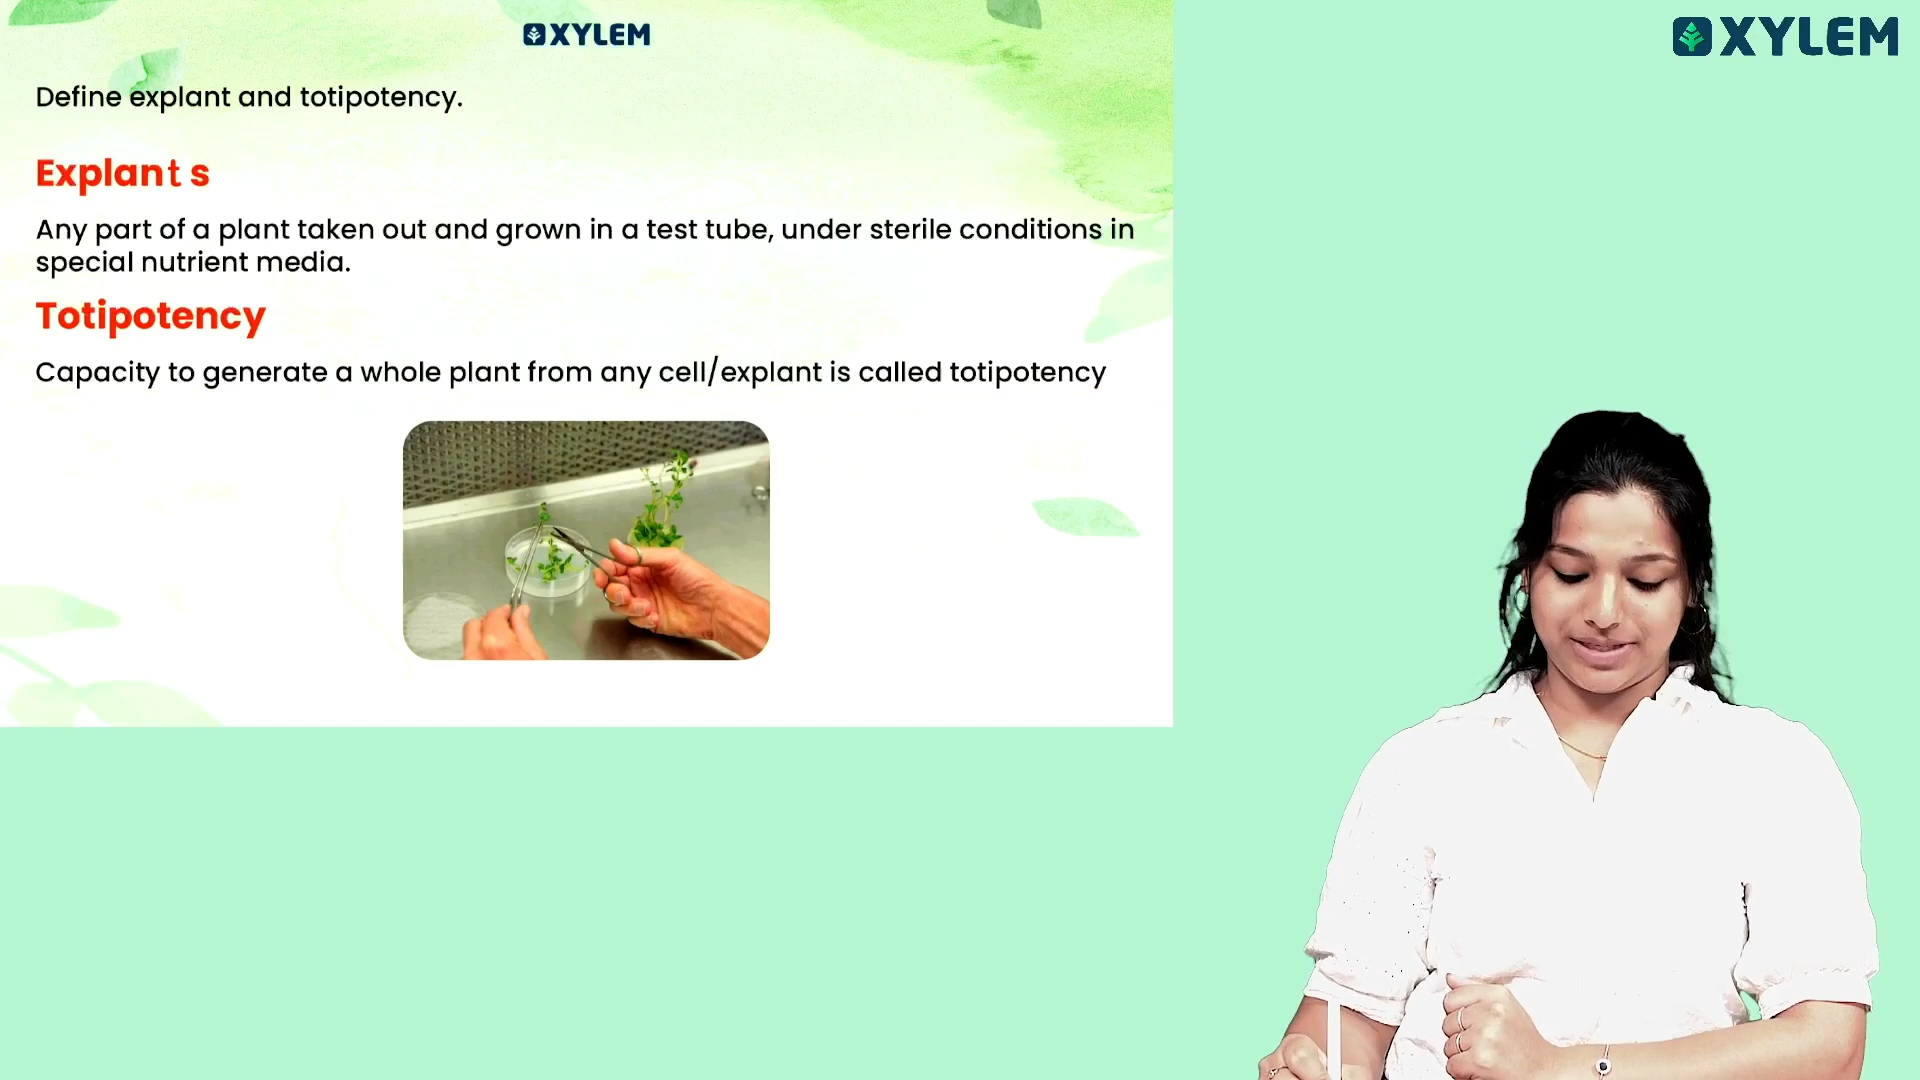 XYLEM
XYLEM
Define explant and totipotency.
Explant s
Any part of a plant taken out and grown in a test tube, under sterile conditions in
special nutrient media.
Totipotency
Capacity to generate a whole plant from any cell/explant is called totipotency